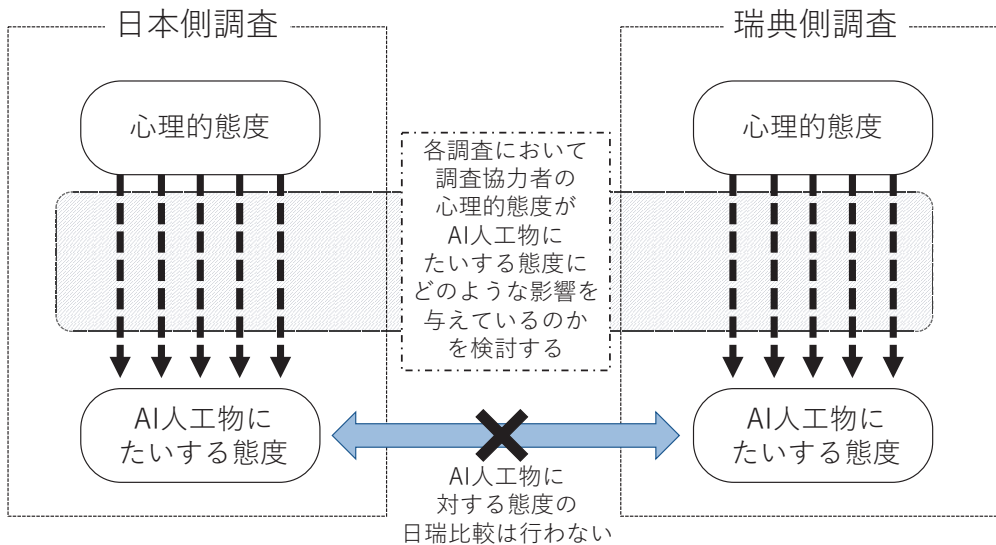 日本側調査
瑞典側調査
心理的態度
心理的態度
各調査において
調査協力者の
心理的態度が
AI人工物に
たいする態度に
どのような影響を
与えているのか
を検討する
AI人工物に
たいする態度
AI人工物に
たいする態度
AI人工物に
対する態度の
日瑞比較は行わない